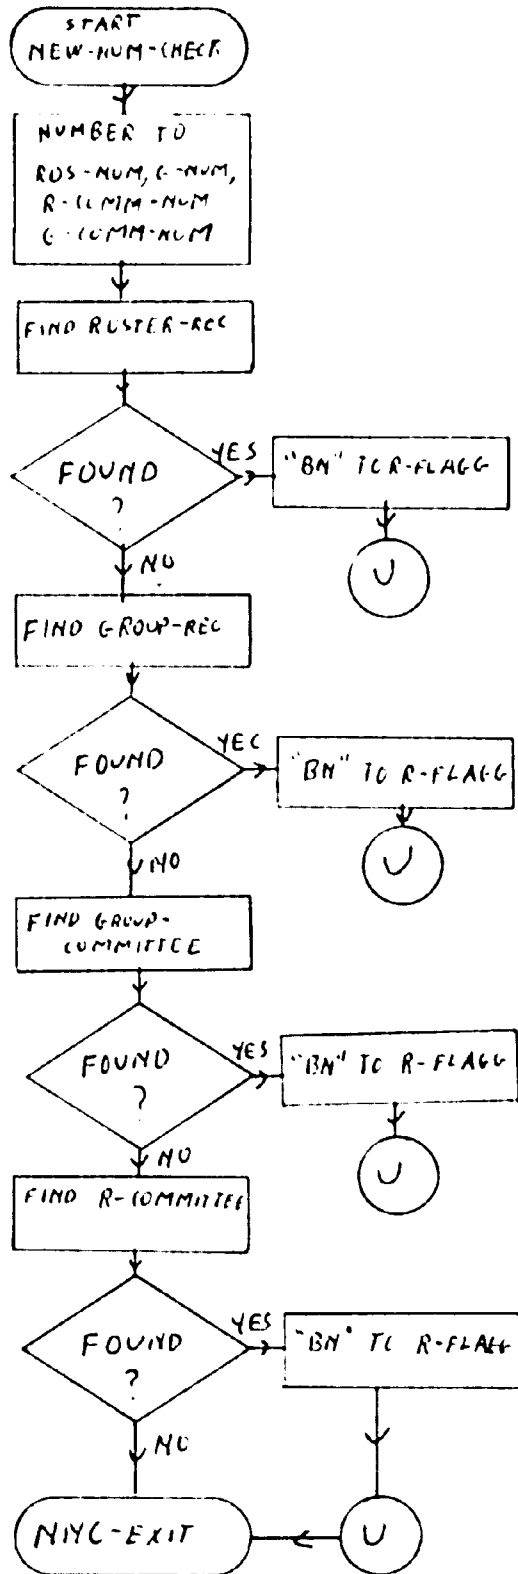 START
NEW-NUM-CHECK
NUMBER TO
ROS-NUM, G-NUM,
R-COMM-NUM
G-COMM-NUM
FIND ROSTER-REC
FOUND
?
YES
"BN" TO R-FLAGG
U
NO
FIND GROUP-REC
FOUND
?
YES
"BN" TO R-FLAGG
U
NO
FIND GROUP-
COMMITTEE
FOUND
?
YES
"BN" TO R-FLAGG
U
NO
FIND R-COMMITTEE
FOUND
?
YES
"BN" TO R-FLAGG
NO
NNC-EXIT
U